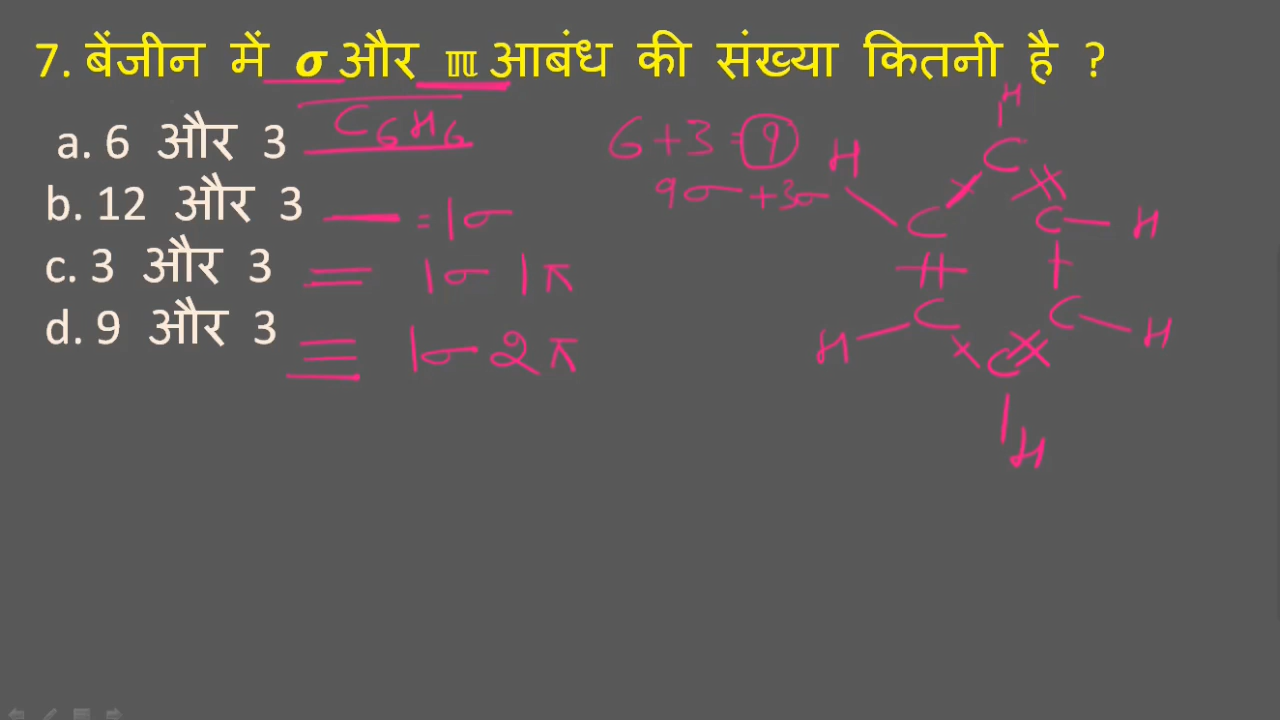 7. बेंजीन में σ और π आबंध की संख्या कितनी है ?
a. 6 और 3
b. 12 और 3
c. 3 और 3
d. 9 और 3
C6H6
= 1σ
1σ 1π
1σ 2π
6+3=9
9σ+3σ
H
H C
C C H
C C H
H C
H